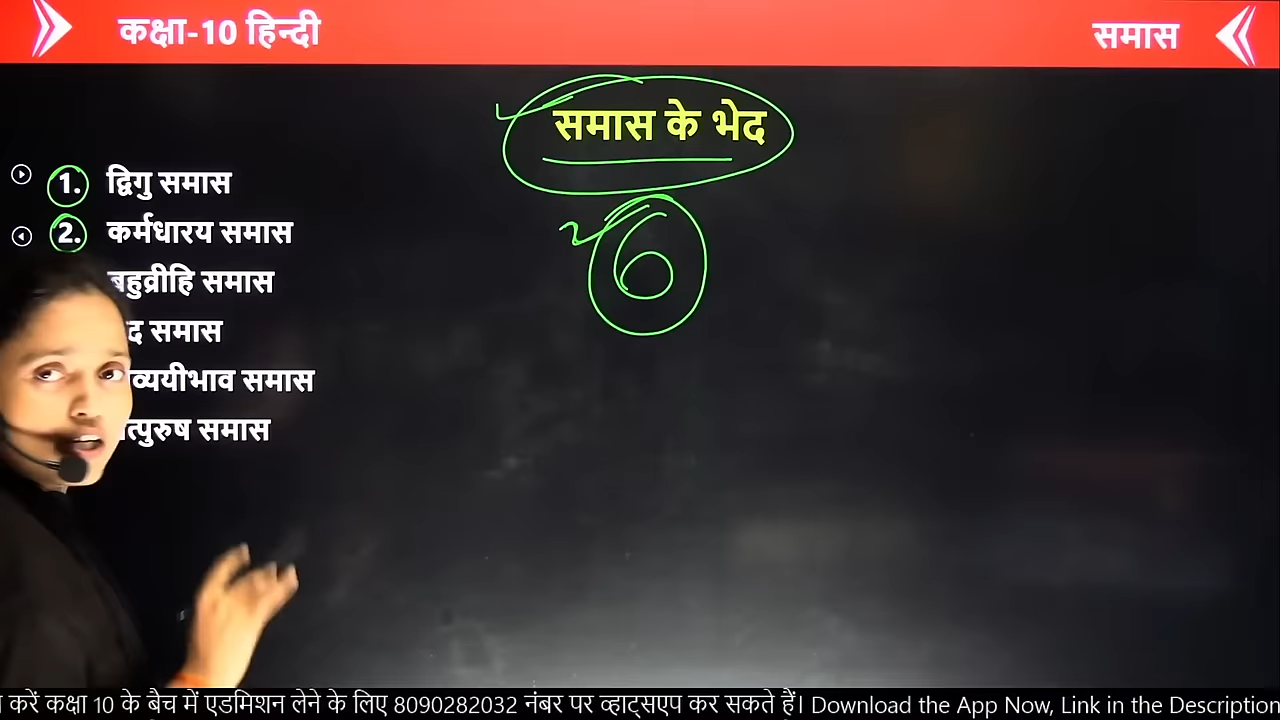 कक्षा-10 हिन्दी
समास
समास के भेद
6
1. द्विगु समास
2. कर्मधारय समास
बहुव्रीहि समास
समास
समास
समास
करें कक्षा 10 के बैच में एडमिशन लेने के लिए 8090282032 नंबर पर व्हाट्सएप कर सकते हैं। Download the App Now, Link in the Description